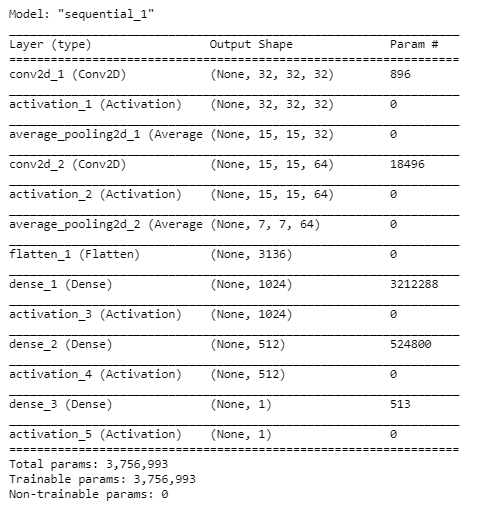 Model: "sequential_1"
Layer (type) Output Shape Param #
conv2d_1 (Conv2D) (None, 32, 32, 32) 896
activation_1 (Activation) (None, 32, 32, 32) 0
average_pooling2d_1 (Average (None, 15, 15, 32) 0
conv2d_2 (Conv2D) (None, 15, 15, 64) 18496
activation_2 (Activation) (None, 15, 15, 64) 0
average_pooling2d_2 (Average (None, 7, 7, 64) 0
flatten_1 (Flatten) (None, 3136) 0
dense_1 (Dense) (None, 1024) 3212288
activation_3 (Activation) (None, 1024) 0
dense_2 (Dense) (None, 512) 524800
activation_4 (Activation) (None, 512) 0
dense_3 (Dense) (None, 1) 513
activation_5 (Activation) (None, 1) 0
Total params: 3,756,993
Trainable params: 3,756,993
Non-trainable params: 0